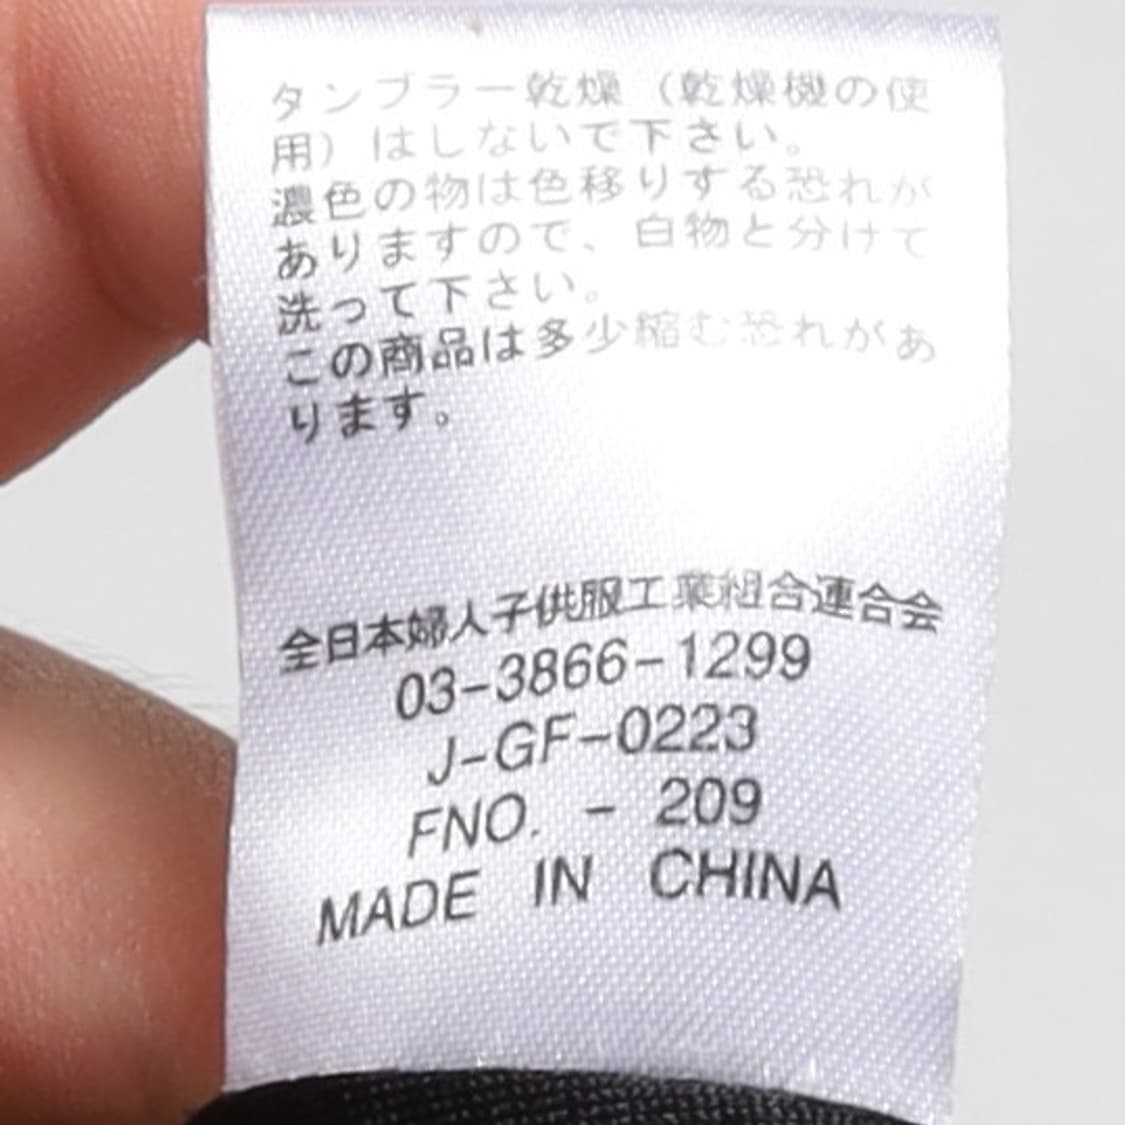 タンブラー乾燥（乾燥機の使
用）はしないで下さい。
濃色の物は色移りする恐れが
ありますので、白物と分けて
洗って下さい。
この商品は多少縮む恐れがあ
ります。
全日本婦人子供服工業組合連合会
03-3866-1299
J-GF-0223
FNO. - 209
MADE IN CHINA